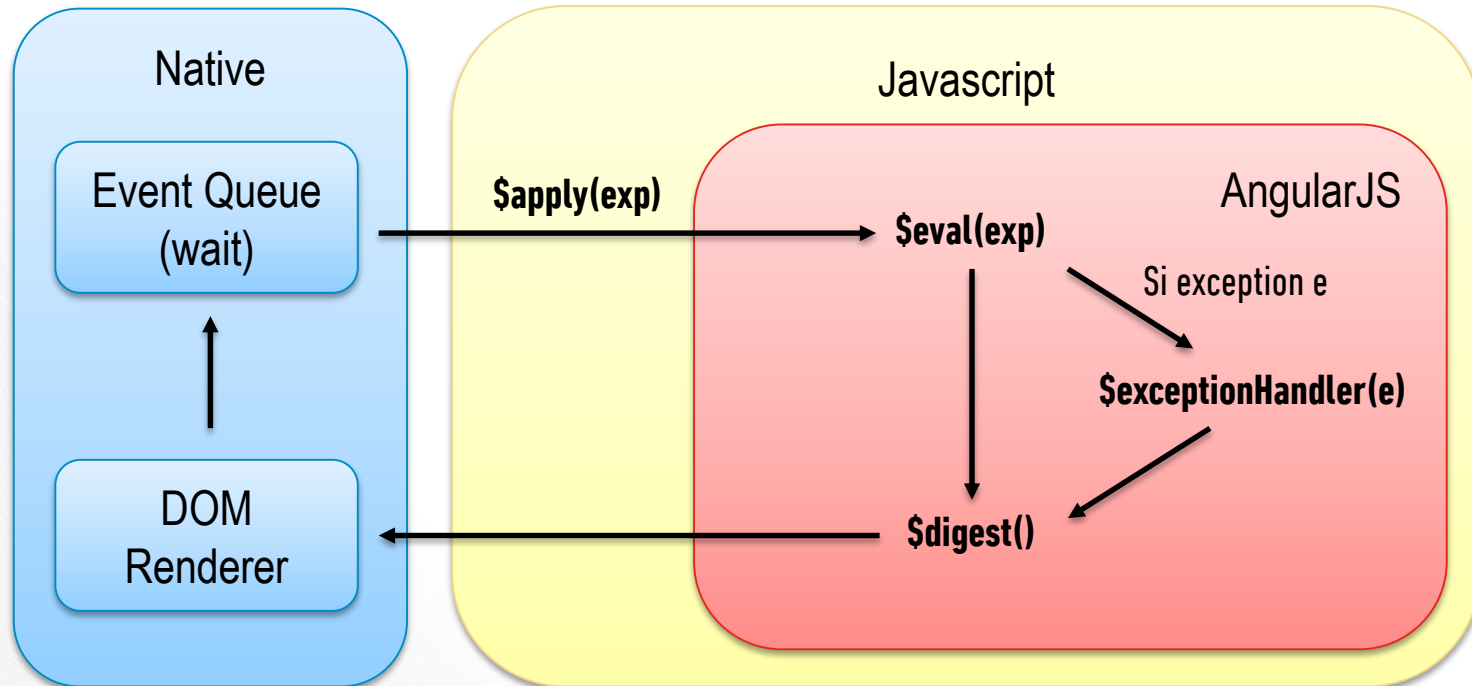 Native
Event Queue
(wait)
DOM
Renderer
Javascript
$apply(exp)
AngularJS
$eval(exp)
Si exception e
$exceptionHandler(e)
$digest()